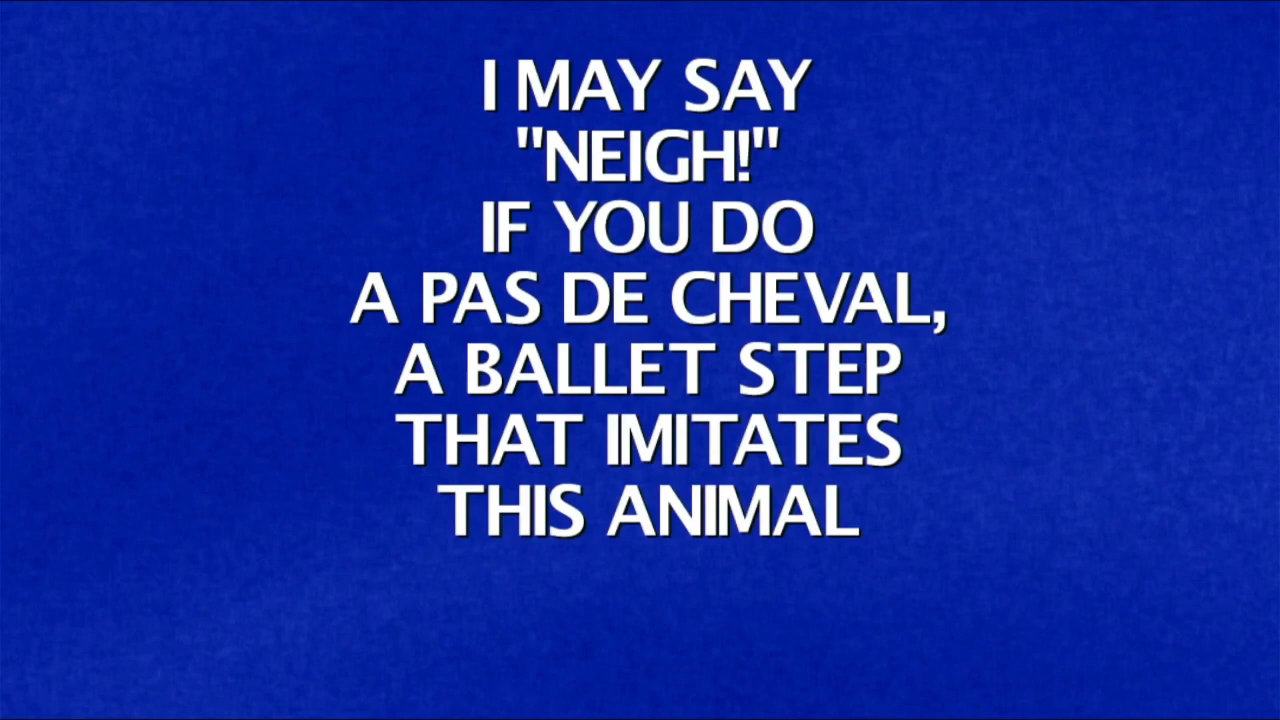 I MAY SAY
"NEIGH!"
IF YOU DO
A PAS DE CHEVAL,
A BALLET STEP
THAT IMITATES
THIS ANIMAL